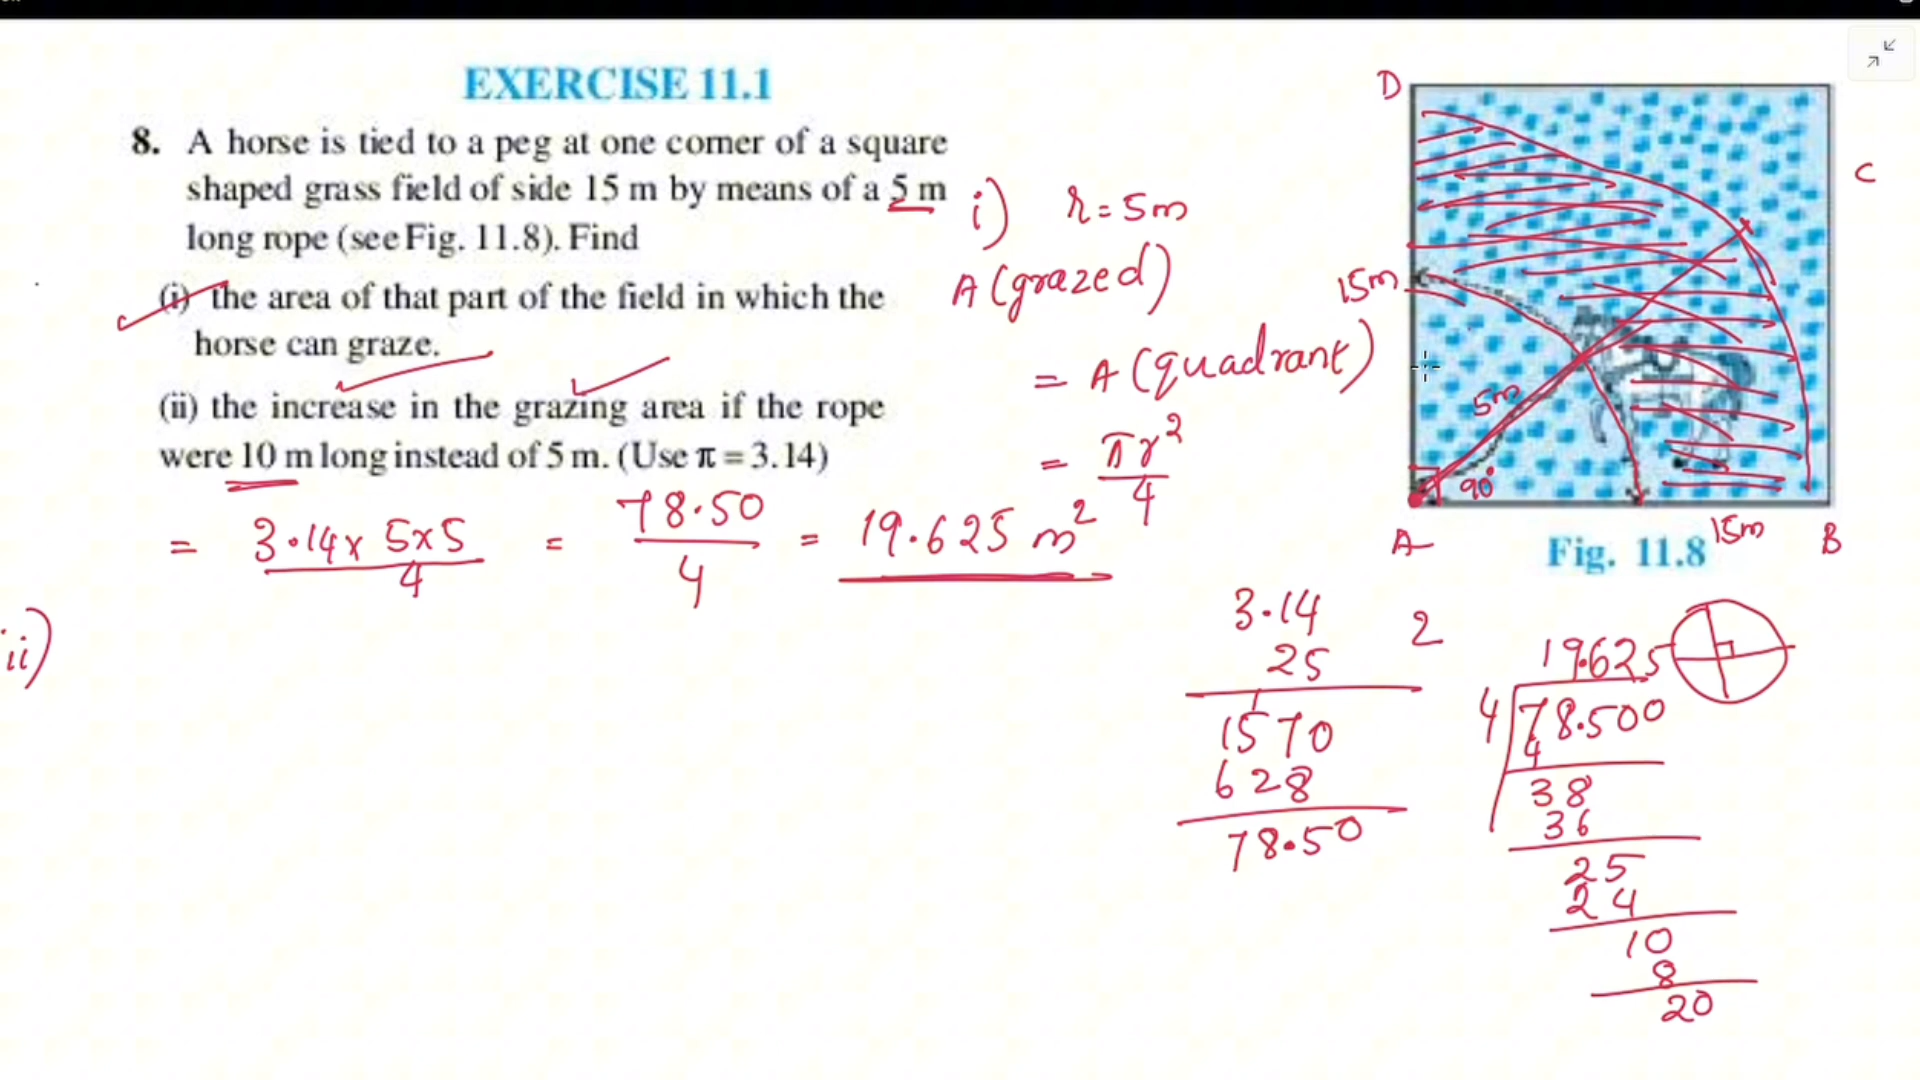 EXERCISE 11.1
8. A horse is tied to a peg at one corner of a square
shaped grass field of side 15 m by means of a 5 m
long rope (see Fig. 11.8). Find
(i) the area of that part of the field in which the
horse can graze.
(ii) the increase in the grazing area if the rope
were 10 m long instead of 5 m. (Use π = 3.14)
i) r = 5m
A (grazed)
= A (quadrant)
= πr²/4
= 3.14 x 5x5/4 = 78.50/4 = 19.625 m²
ii)
D
C
15m
5m
90°
A
15m
B
Fig. 11.8
3.14
25
1
1570
628
78.50
2
19.625
4
78.500
4
38
36
25
24
10
8
20